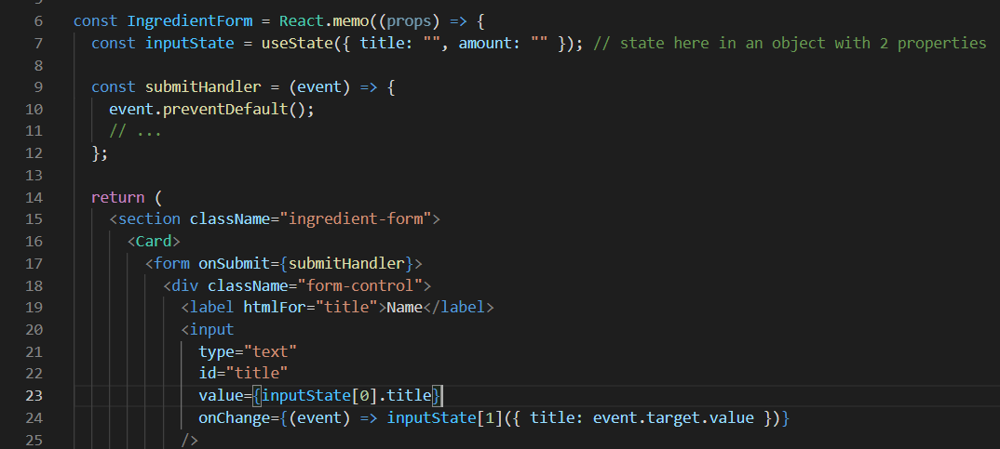 6 const IngredientForm = React.memo((props) => {
7 const inputState = useState({ title: "", amount: "" }); // state here in an object with 2 properties
8
9 const submitHandler = (event) => {
10 event.preventDefault();
11 // ...
12 };
13
14 return (
15 <section className="ingredient-form">
16 <Card>
17 <form onSubmit={submitHandler}>
18 <div className="form-control">
19 <label htmlFor="title">Name</label>
20 <input
21 type="text"
22 id="title"
23 value={inputState[0].title}
24 onChange={(event) => inputState[1]({ title: event.target.value })}
25 />